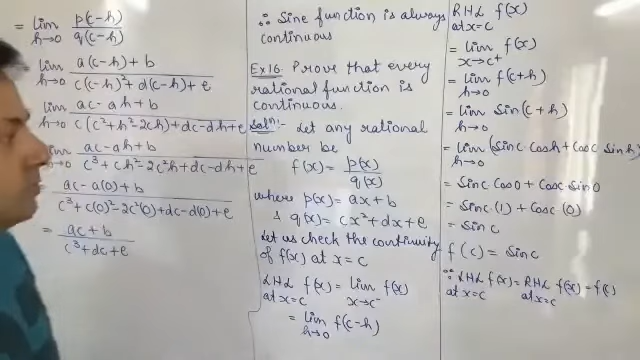 = lim h→0 p(c-h)/q(c-h)
lim h→0 a(c-h)+b / c(c-h)²+d(c-h)+e
lim h→0 ac-ah+b / c(c²+h²-2ch)+dc-dh+e
lim h→0 ac-ah+b / c³+ch²-2c²h+dc-dh+e
= ac-a(0)+b / c³+c(0)²-2c²(0)+dc-d(0)+e
= ac+b / c³+dc+e
∴ Sine function is always
continuous
Ex16. Prove that every
rational function is
continuous.
Soln:- Let any rational
number be
f(x) = p(x)/q(x)
where p(x) = ax+b
& q(x) = cx²+dx+e
Let us check the continuity
of f(x) at x=c
LHL f(x) = lim f(x)
at x=c x→c⁻
= lim h→0 f(c-h)
RHL f(x)
at x=c
= lim x→c+ f(x)
= lim h→0 f(c+h)
= lim h→0 Sin(c+h)
= lim h→0 (Sinc Cosh + Cosc Sinh)
= Sinc Cos0 + Cosc Sin0
= Sinc (1) + Cosc (0)
= Sin c
f(c) = Sinc
∵ LHL f(x) = RHL f(x) = f(c)
at x=c at x=c